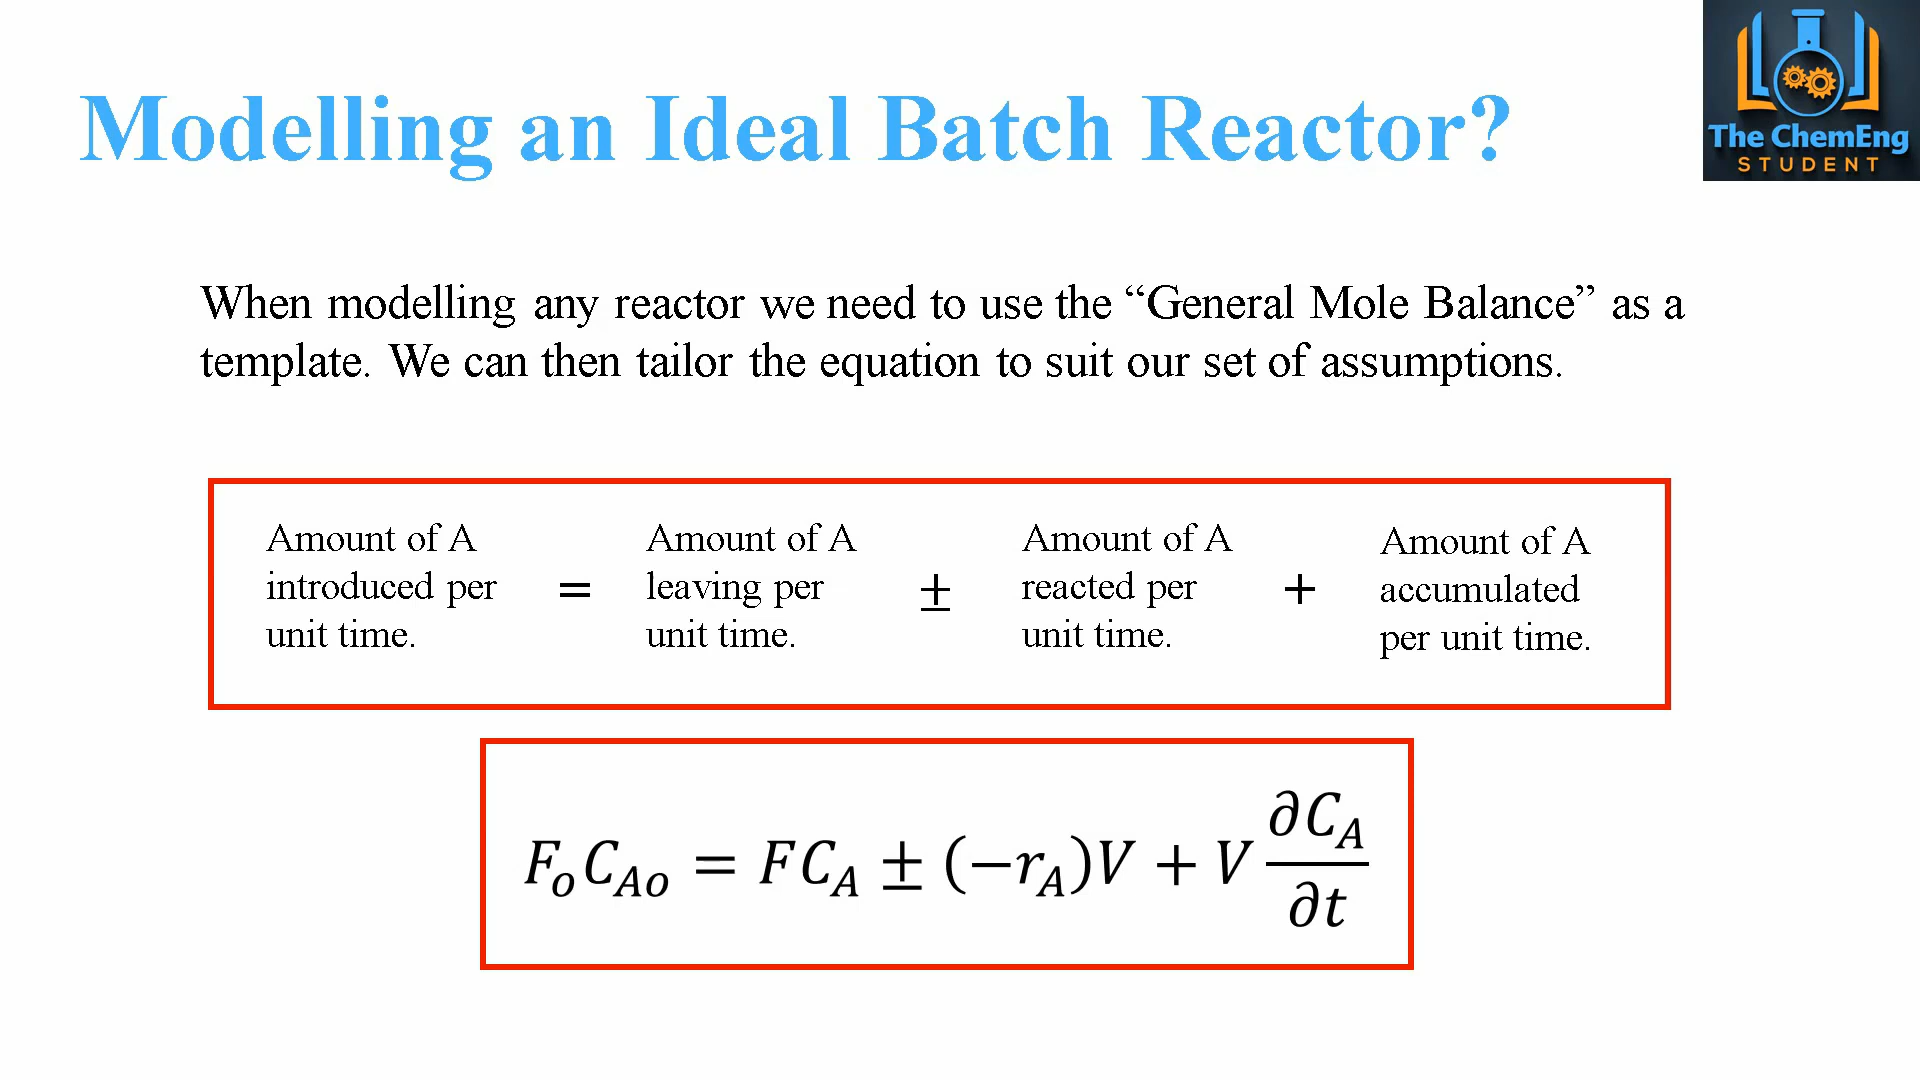 Modelling an Ideal Batch Reactor?
The ChemEng
STUDENT
When modelling any reactor we need to use the “General Mole Balance” as a
template. We can then tailor the equation to suit our set of assumptions.
Amount of A
introduced per
unit time.
=
Amount of A
leaving per
unit time.
±
Amount of A
reacted per
unit time.
+
Amount of A
accumulated
per unit time.
F_o C_{Ao} = F C_A ± (−r_A)V + V ∂C_A/∂t